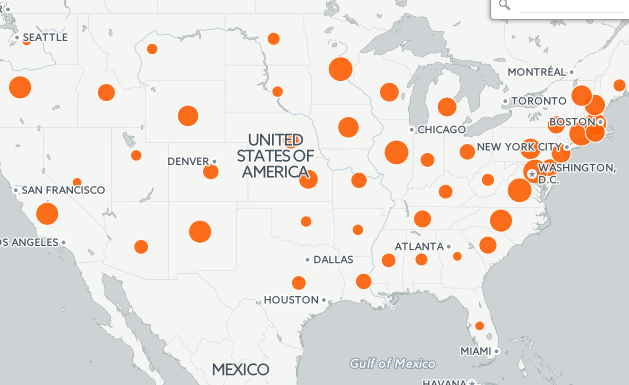 R
SEATTLE
MONTRÉAL
TORONTO
BOSTON
CHICAGO
NEW YORK CITY
UNITED
STATES OF
AMERICA
DENVER
WASHINGTON,
D.C.
SAN FRANCISCO
OS ANGELES
ATLANTA
DALLAS
HOUSTON
MIAMI
MEXICO
Gulf of Mexico
HAVANA